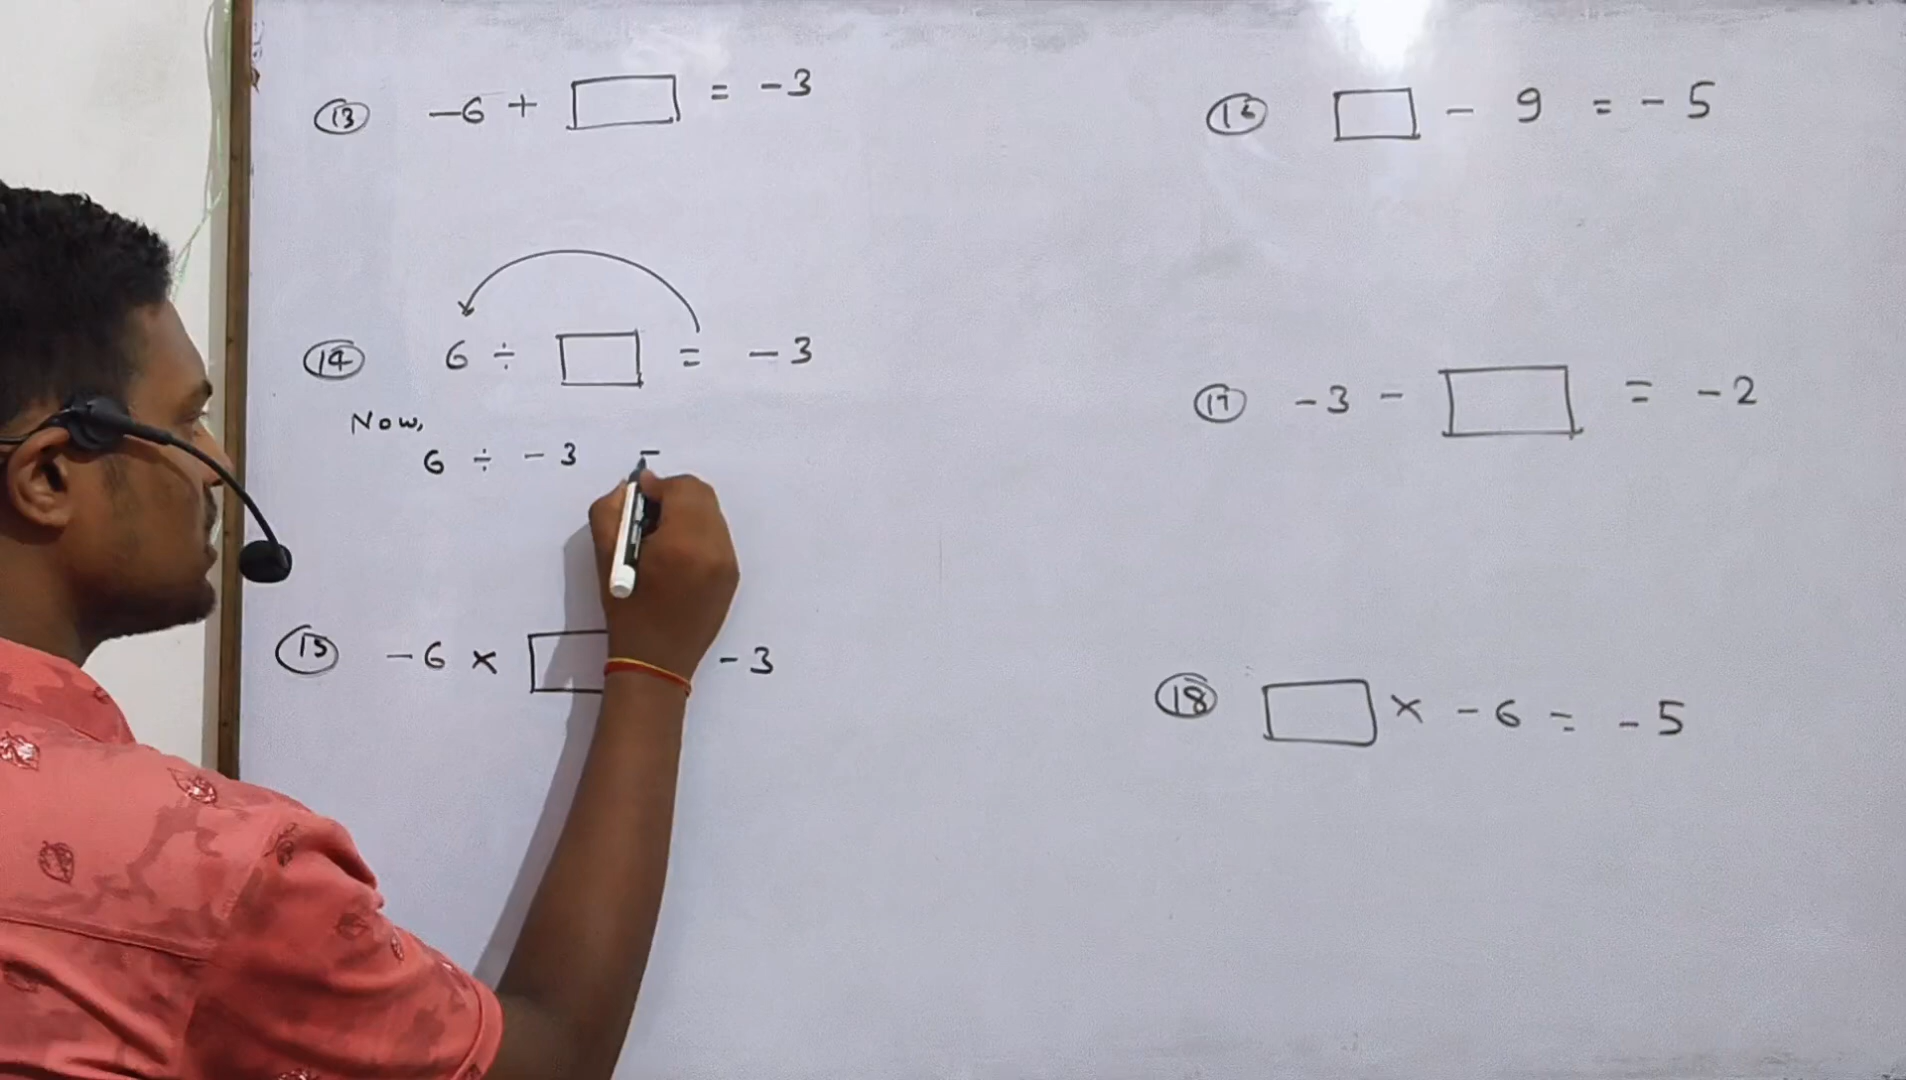 13 -6 + □ = -3
14 6 ÷ □ = -3
Now,
6 ÷ -3 =
15 -6 × □ -3
16 □ - 9 = -5
17 -3 - □ = -2
18 □ × -6 = -5